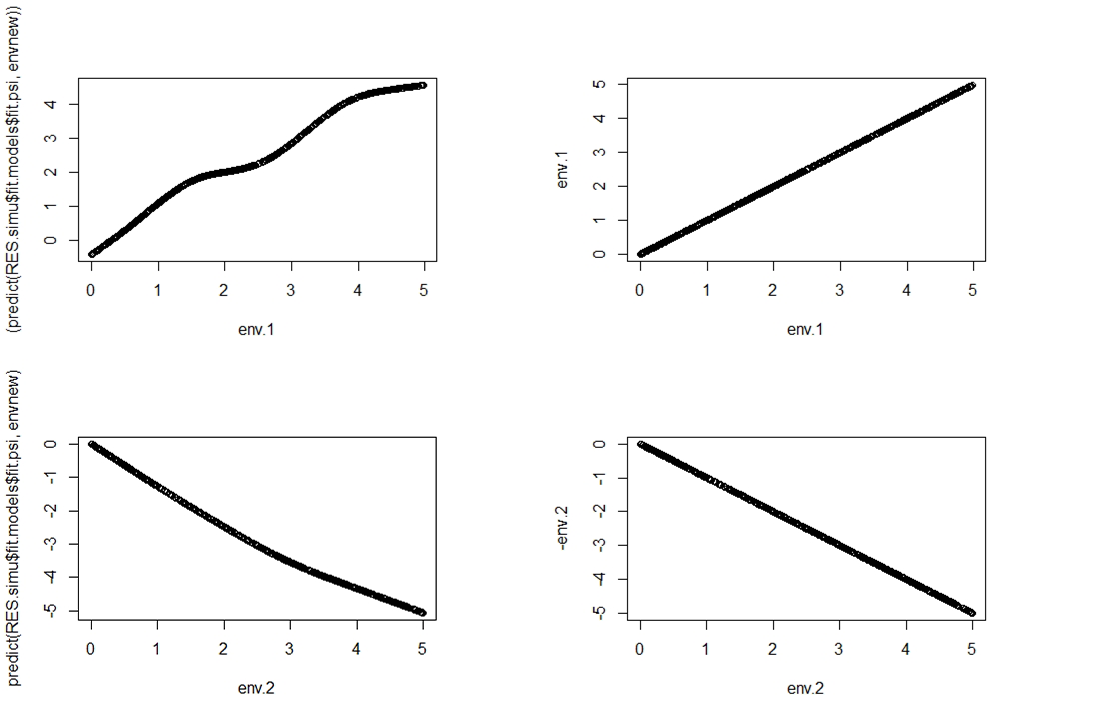 (predict(RES.simu$fit.models$fit.psi, envnew))
4
3
2
1
0
0 1 2 3 4 5
env.1
env.1
5
4
3
2
1
0
0 1 2 3 4 5
env.1
predict(RES.simu$fit.models$fit.psi, envnew)
0
-1
-2
-3
-4
-5
0 1 2 3 4 5
env.2
-env.2
0
-1
-2
-3
-4
-5
0 1 2 3 4 5
env.2